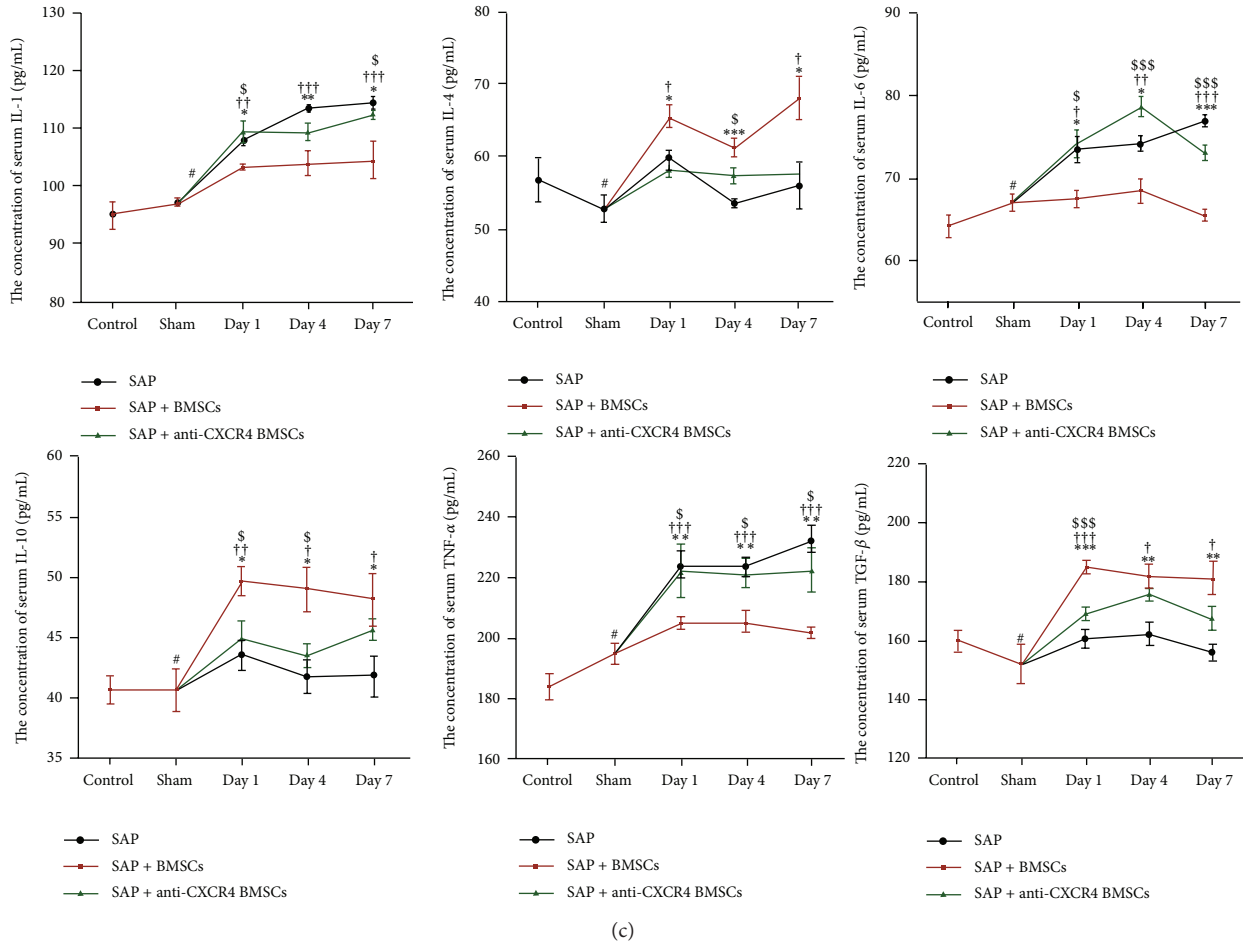 The concentration of serum IL-1 (pg/mL)
130
120
110
100
90
80
#
$
††
*
†††
**
$
†††
*
Control Sham Day 1 Day 4 Day 7
SAP
SAP + BMSCs
SAP + anti-CXCR4 BMSCs
The concentration of serum IL-4 (pg/mL)
80
70
60
50
40
#
†
*
$
***
†
*
Control Sham Day 1 Day 4 Day 7
SAP
SAP + BMSCs
SAP + anti-CXCR4 BMSCs
The concentration of serum IL-6 (pg/mL)
90
80
70
60
#
$
†
*
$$$
††
*
$$$
†††
***
Control Sham Day 1 Day 4 Day 7
SAP
SAP + BMSCs
SAP + anti-CXCR4 BMSCs
The concentration of serum IL-10 (pg/mL)
60
55
50
45
40
35
#
$
††
*
$
†
*
†
*
Control Sham Day 1 Day 4 Day 7
SAP
SAP + BMSCs
SAP + anti-CXCR4 BMSCs
The concentration of serum TNF-α (pg/mL)
260
240
220
200
180
160
#
$
†††
**
$
†††
**
$
†††
**
Control Sham Day 1 Day 4 Day 7
SAP
SAP + BMSCs
SAP + anti-CXCR4 BMSCs
The concentration of serum TGF-β (pg/mL)
220
200
180
160
140
120
#
$$$
†††
***
†
**
†
**
Control Sham Day 1 Day 4 Day 7
SAP
SAP + BMSCs
SAP + anti-CXCR4 BMSCs
(c)